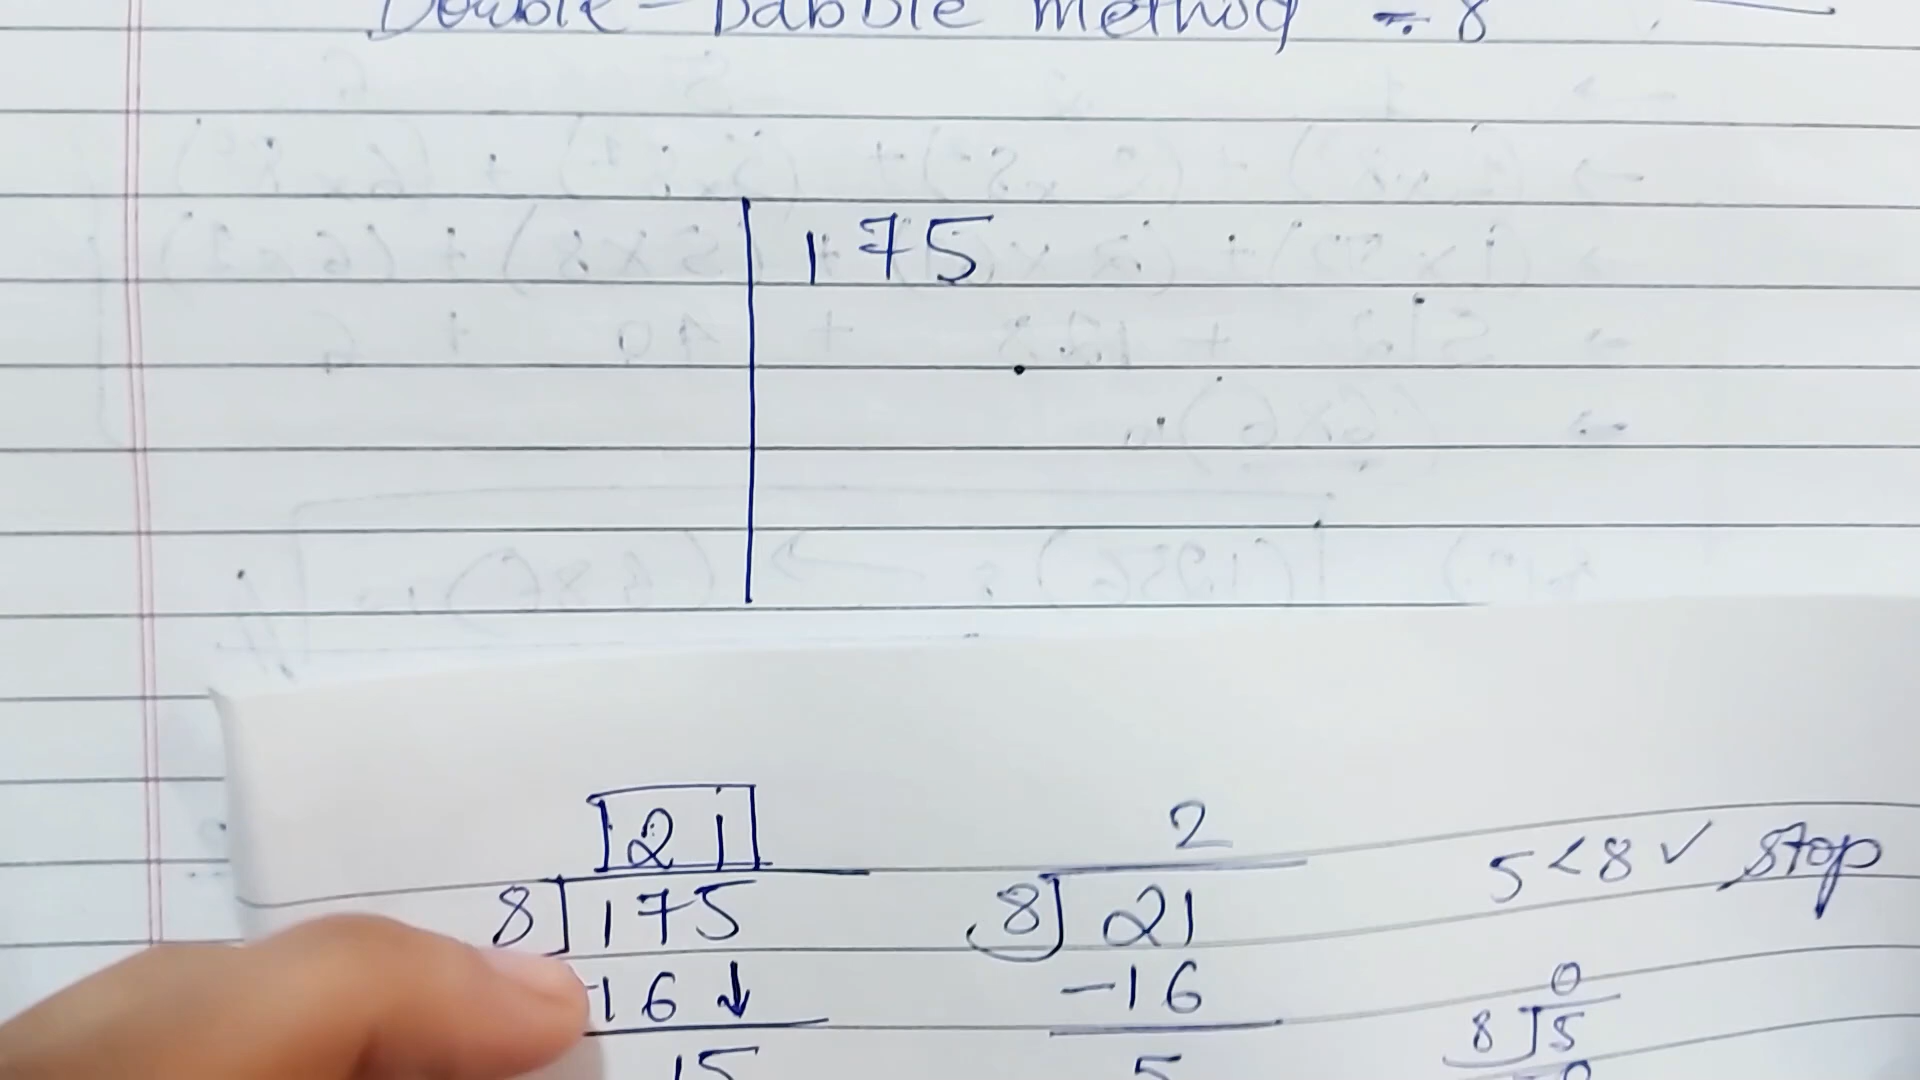 Double-Dabble Method ÷ 8
175
21 2
8 175 8 21 5<8 ✓ Stop
-16 ↓ -16 0
15 5 8 5
0